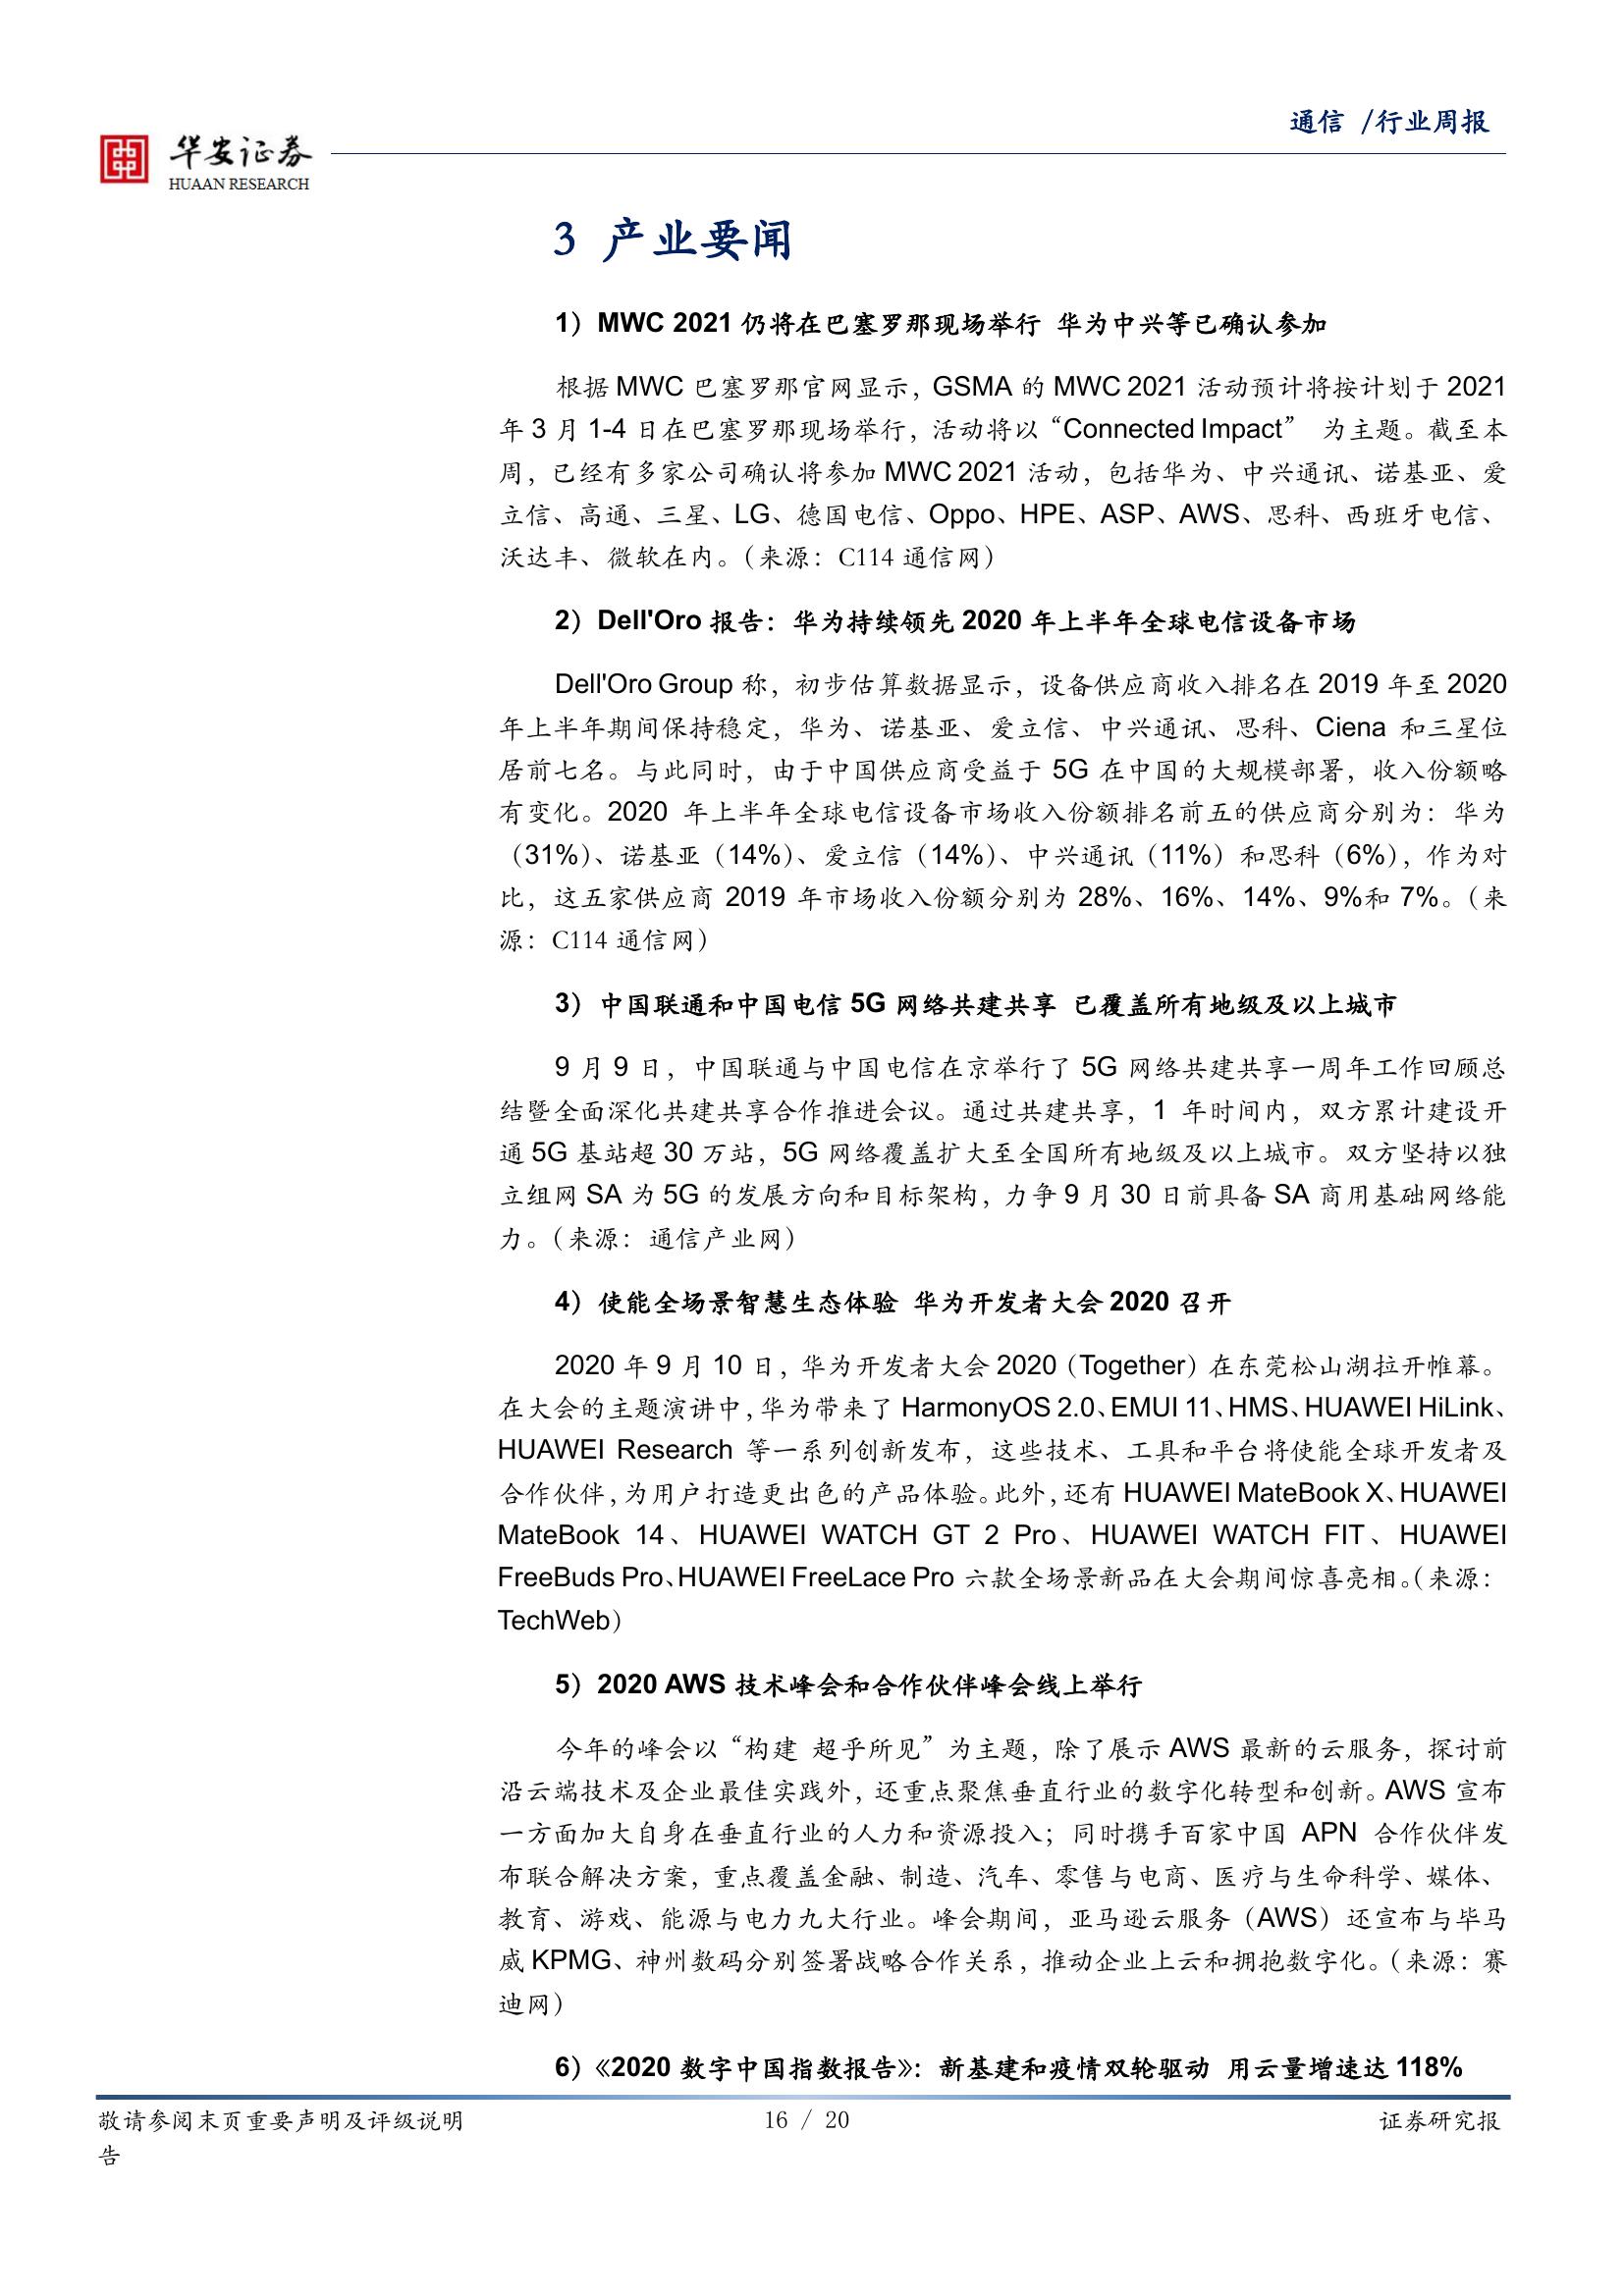 通信 /行业周报
华安证券
HUAAN RESEARCH
3 产业要闻
1）MWC 2021 仍将在巴塞罗那现场举行 华为中兴等已确认参加
根据 MWC 巴塞罗那官网显示，GSMA 的 MWC 2021 活动预计将按计划于 2021
年 3 月 1-4 日在巴塞罗那现场举行，活动将以“Connected Impact” 为主题。截至本
周，已经有多家公司确认将参加 MWC 2021 活动，包括华为、中兴通讯、诺基亚、爱
立信、高通、三星、LG、德国电信、Oppo、HPE、ASP、AWS、思科、西班牙电信、
沃达丰、微软在内。（来源：C114 通信网）
2）Dell'Oro 报告：华为持续领先 2020 年上半年全球电信设备市场
Dell'Oro Group 称，初步估算数据显示，设备供应商收入排名在 2019 年至 2020
年上半年期间保持稳定，华为、诺基亚、爱立信、中兴通讯、思科、Ciena 和三星位
居前七名。与此同时，由于中国供应商受益于 5G 在中国的大规模部署，收入份额略
有变化。2020 年上半年全球电信设备市场收入份额排名前五的供应商分别为：华为
（31%）、诺基亚（14%）、爱立信（14%）、中兴通讯（11%）和思科（6%），作为对
比，这五家供应商 2019 年市场收入份额分别为 28%、16%、14%、9%和 7%。（来
源：C114 通信网）
3）中国联通和中国电信 5G 网络共建共享 已覆盖所有地级及以上城市
9 月 9 日，中国联通与中国电信在京举行了 5G 网络共建共享一周年工作回顾总
结暨全面深化共建共享合作推进会议。通过共建共享，1 年时间内，双方累计建设开
通 5G 基站超 30 万站，5G 网络覆盖扩大至全国所有地级及以上城市。双方坚持以独
立组网 SA 为 5G 的发展方向和目标架构，力争 9 月 30 日前具备 SA 商用基础网络能
力。（来源：通信产业网）
4）使能全场景智慧生态体验 华为开发者大会 2020 召开
2020 年 9 月 10 日，华为开发者大会 2020（Together）在东莞松山湖拉开帷幕。
在大会的主题演讲中，华为带来了 HarmonyOS 2.0、EMUI 11、HMS、HUAWEI HiLink、
HUAWEI Research 等一系列创新发布，这些技术、工具和平台将使能全球开发者及
合作伙伴，为用户打造更出色的产品体验。此外，还有 HUAWEI MateBook X、HUAWEI
MateBook 14、HUAWEI WATCH GT 2 Pro、HUAWEI WATCH FIT、HUAWEI
FreeBuds Pro、HUAWEI FreeLace Pro 六款全场景新品在大会期间惊喜亮相。（来源：
TechWeb）
5）2020 AWS 技术峰会和合作伙伴峰会线上举行
今年的峰会以“构建 超乎所见”为主题，除了展示 AWS 最新的云服务，探讨前
沿云端技术及企业最佳实践外，还重点聚焦垂直行业的数字化转型和创新。AWS 宣布
一方面加大自身在垂直行业的人力和资源投入；同时携手百家中国 APN 合作伙伴发
布联合解决方案，重点覆盖金融、制造、汽车、零售与电商、医疗与生命科学、媒体、
教育、游戏、能源与电力九大行业。峰会期间，亚马逊云服务（AWS）还宣布与毕马
威 KPMG、神州数码分别签署战略合作关系，推动企业上云和拥抱数字化。（来源：赛
迪网）
6）《2020 数字中国指数报告》：新基建和疫情双轮驱动 用云量增速达 118%
敬请参阅末页重要声明及评级说明 16 / 20 证券研究报
告